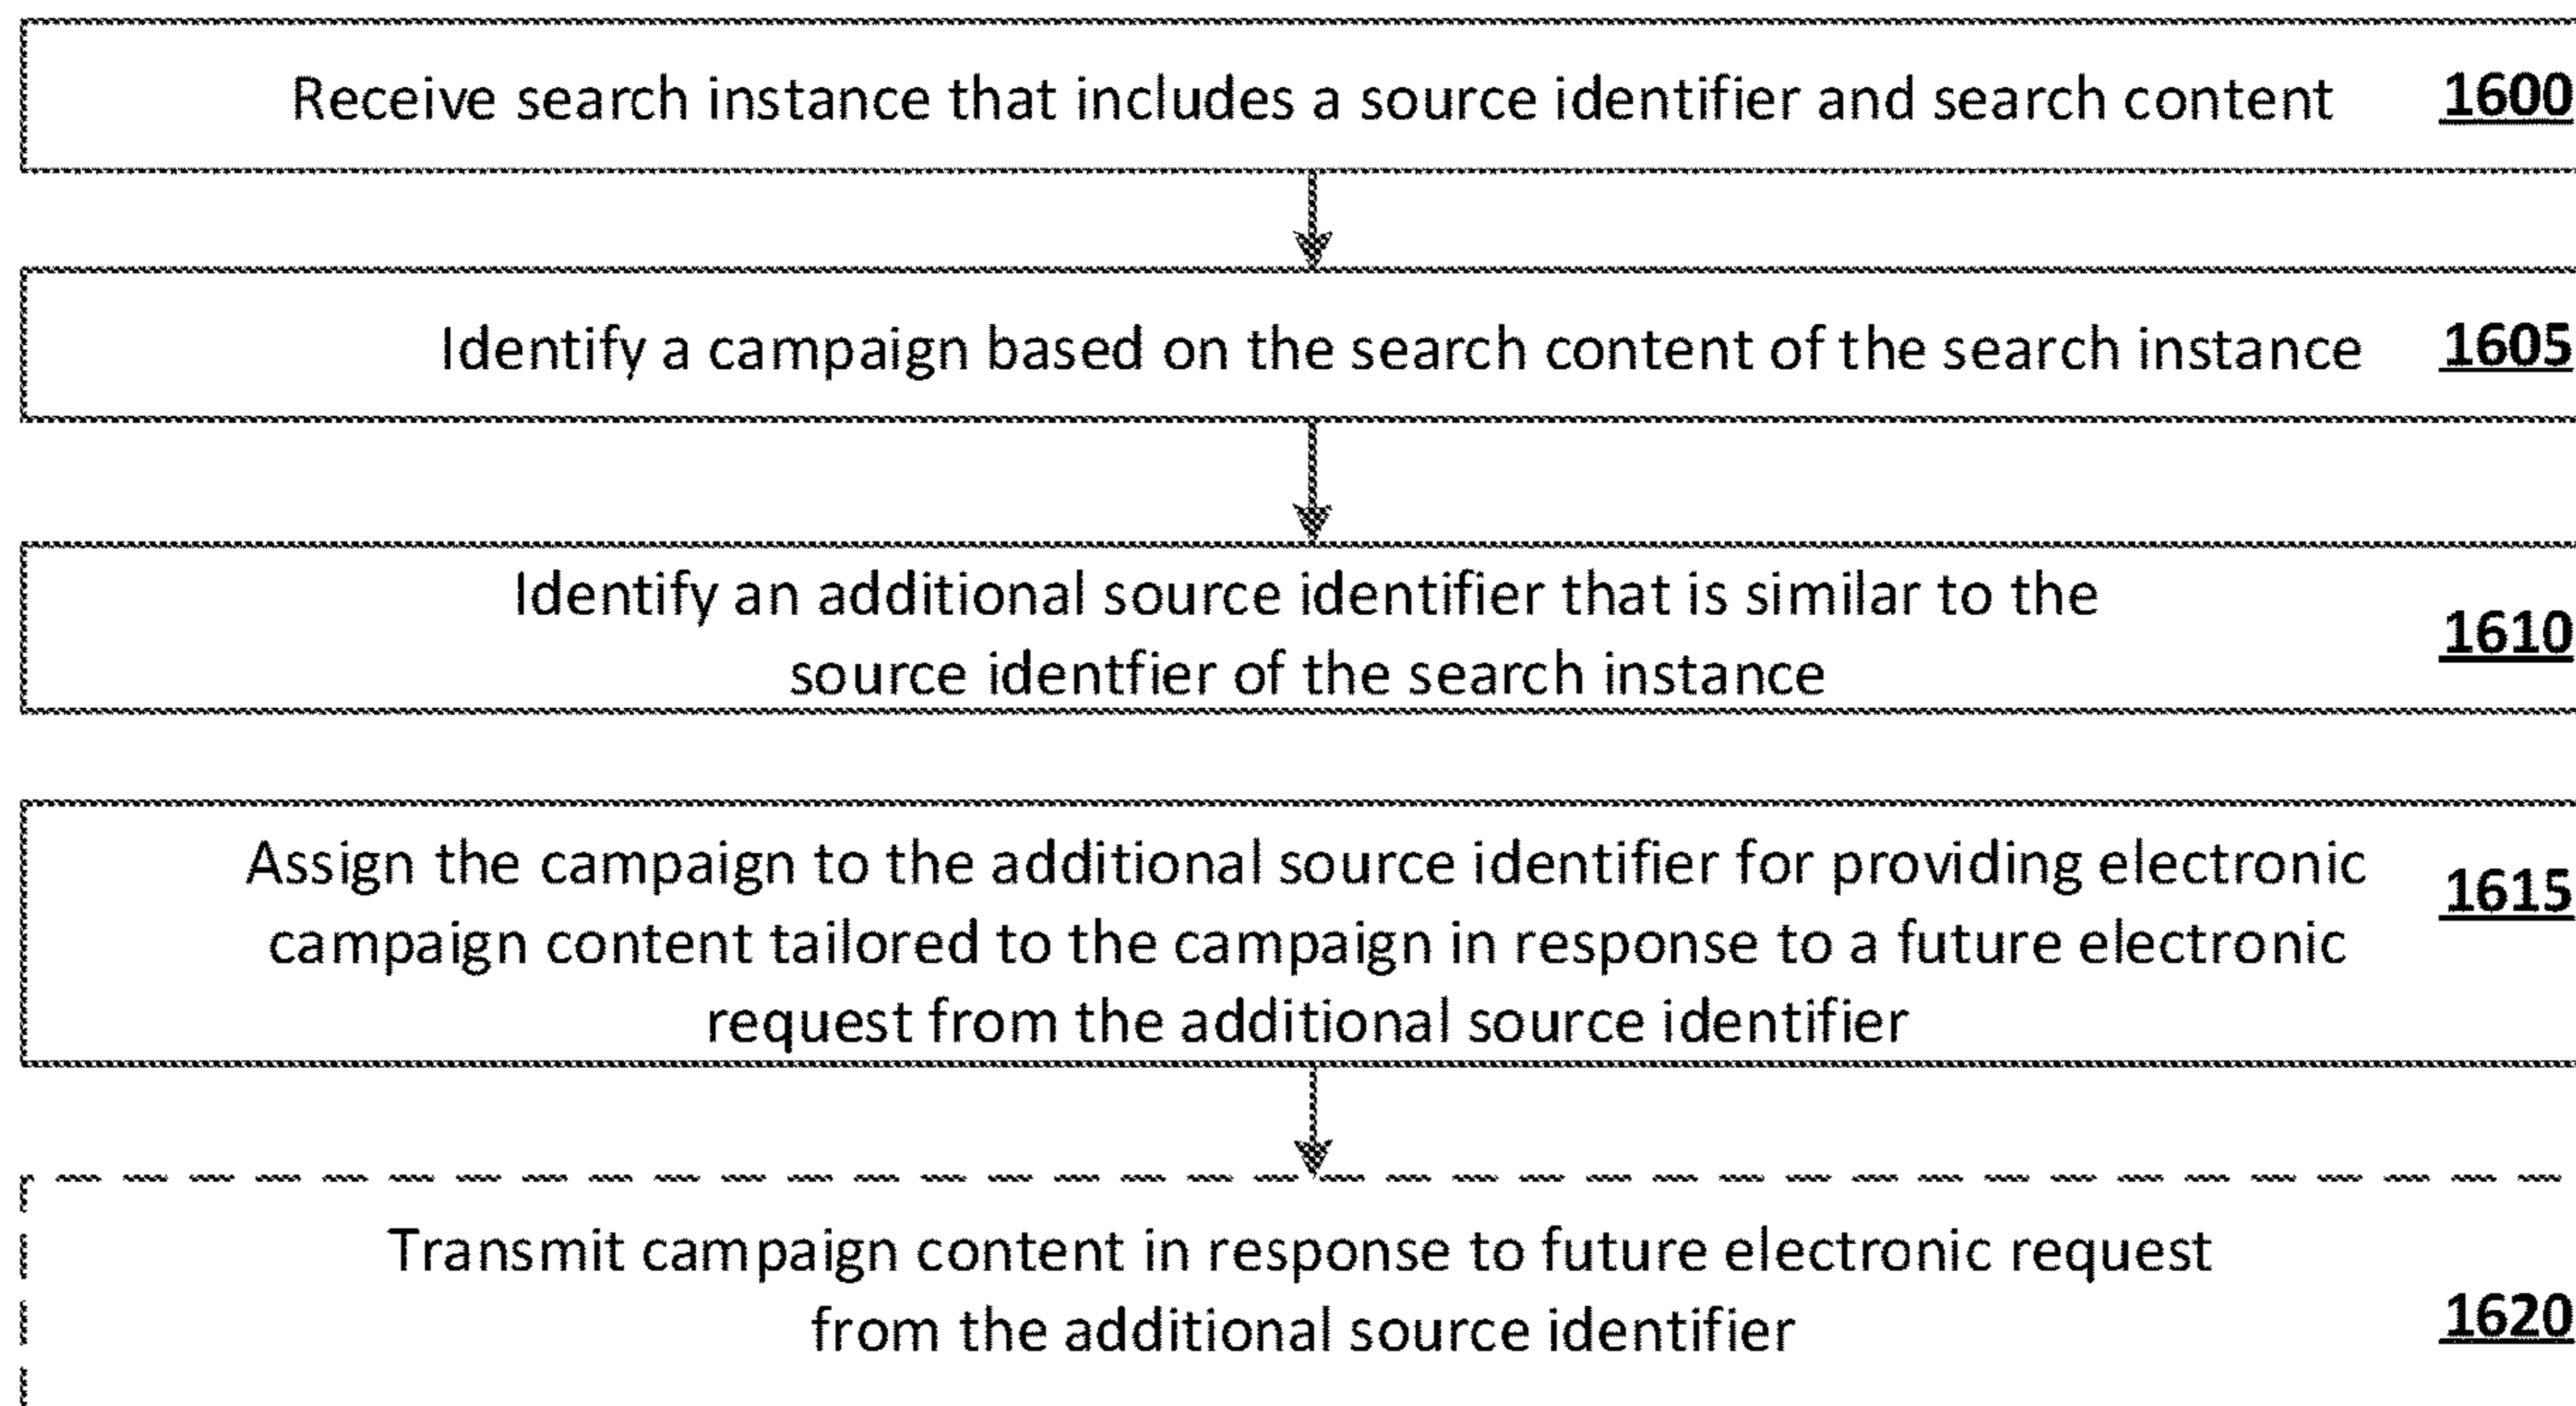 Receive search instance that includes a source identifier and search content 1600
Identify a campaign based on the search content of the search instance 1605
Identify an additional source identifier that is similar to the
source identfier of the search instance
1610
Assign the campaign to the additional source identifier for providing electronic
campaign content tailored to the campaign in response to a future electronic
request from the additional source identifier
1615
Transmit campaign content in response to future electronic request
from the additional source identifier
1620